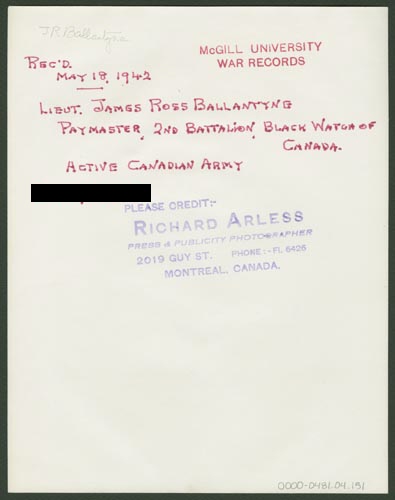 J.R. Ballantyne
McGILL UNIVERSITY
WAR RECORDS
REC'D.
MAY 18, 1942
LIEUT. JAMES ROSS BALLANTYNE
PAYMASTER, 2ND BATTALION, BLACK WATCH OF
CANADA.
ACTIVE CANADIAN ARMY
PLEASE CREDIT:-
RICHARD ARLESS
PRESS & PUBLICITY PHOTOGRAPHER
2019 GUY ST. PHONE:- FL 6426
MONTREAL, CANADA.
0000-0481.04.151